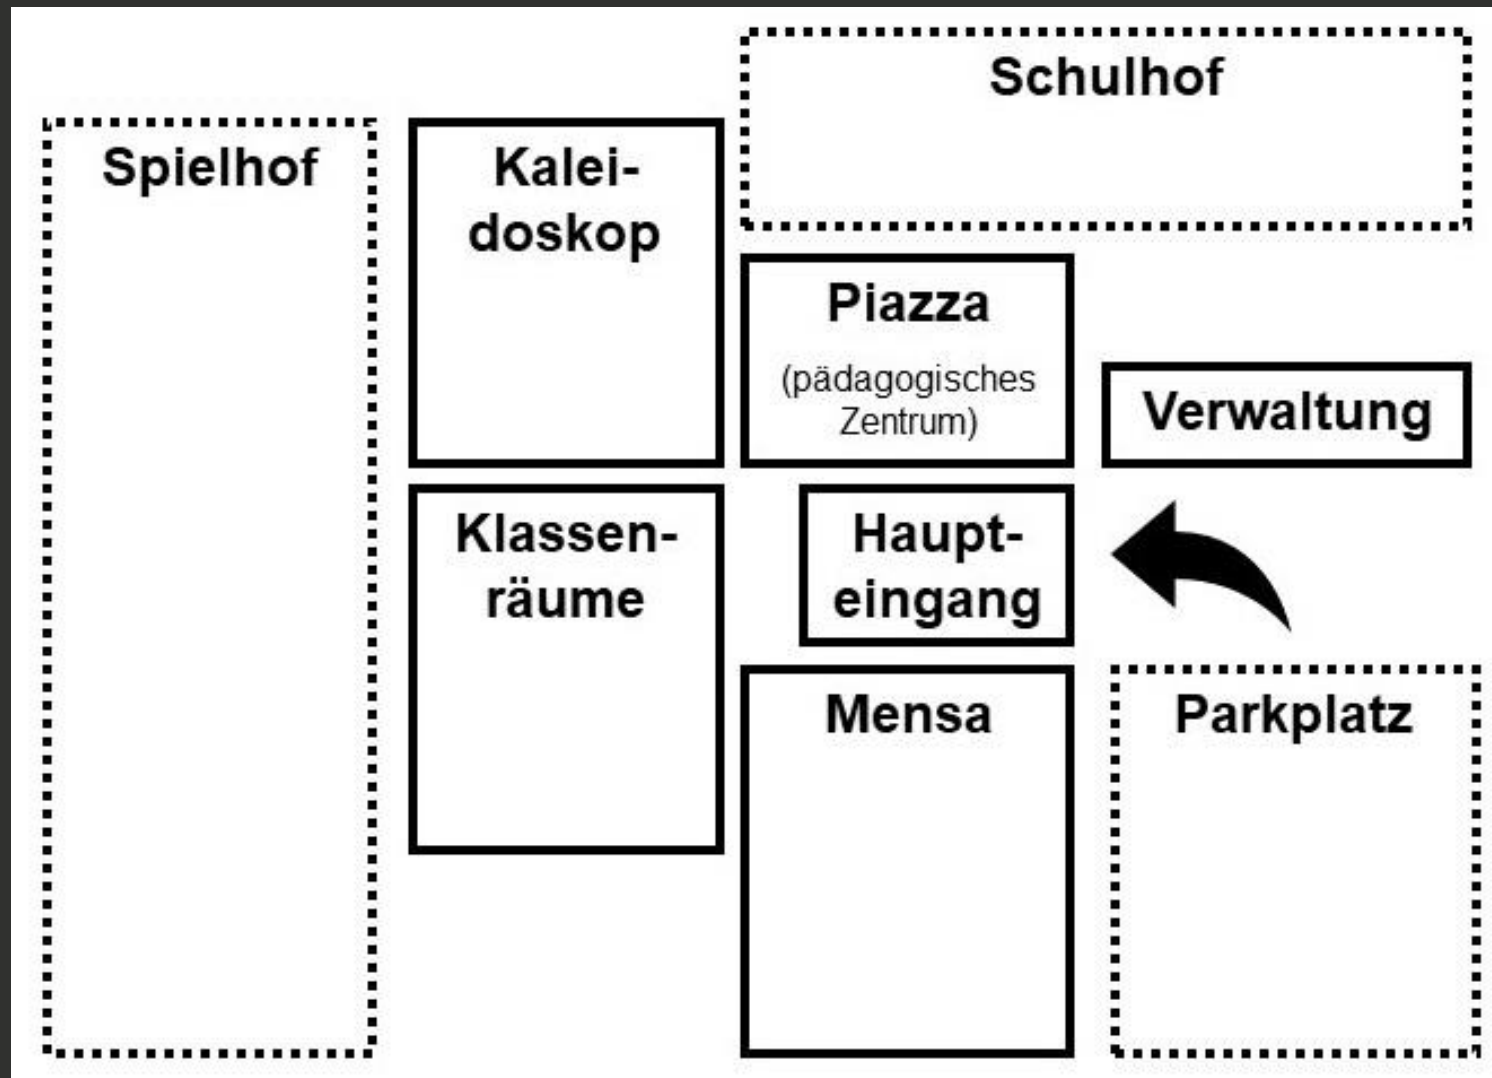 Schulhof
Spielhof
Kalei-
doskop
Piazza
(pädagogisches
Zentrum)
Verwaltung
Klassen-
räume
Haupt-
eingang
Mensa
Parkplatz